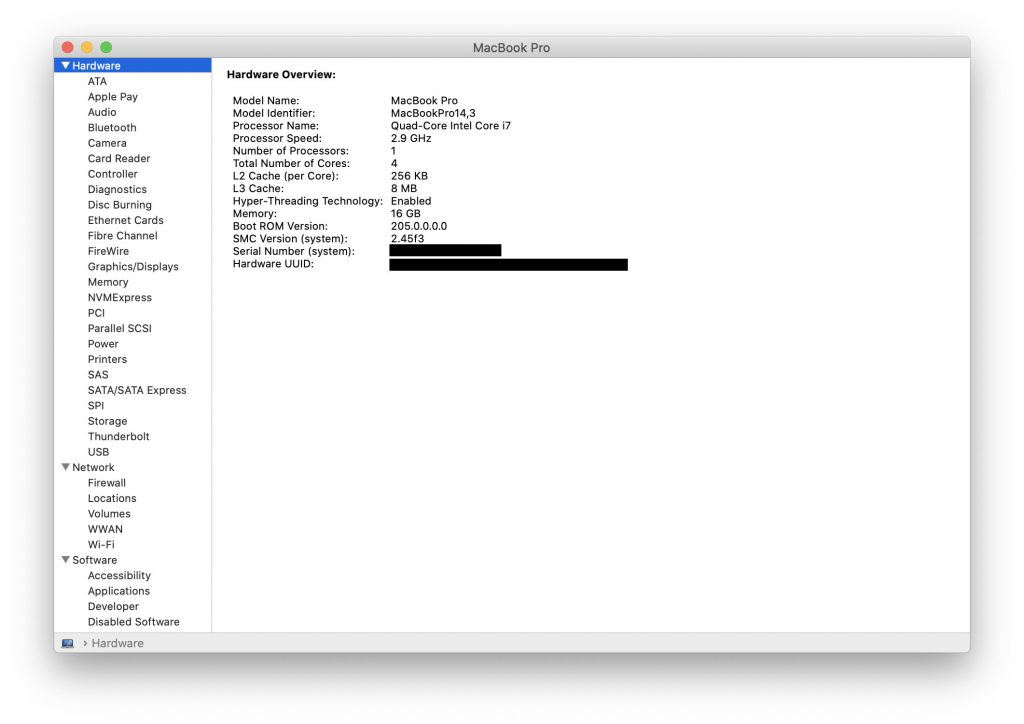 MacBook Pro
Hardware
ATA
Apple Pay
Audio
Bluetooth
Camera
Card Reader
Controller
Diagnostics
Disc Burning
Ethernet Cards
Fibre Channel
FireWire
Graphics/Displays
Memory
NVMExpress
PCI
Parallel SCSI
Power
Printers
SAS
SATA/SATA Express
SPI
Storage
Thunderbolt
USB
Network
Firewall
Locations
Volumes
WWAN
Wi-Fi
Software
Accessibility
Applications
Developer
Disabled Software
Hardware Overview:
Model Name: MacBook Pro
Model Identifier: MacBookPro14,3
Processor Name: Quad-Core Intel Core i7
Processor Speed: 2.9 GHz
Number of Processors: 1
Total Number of Cores: 4
L2 Cache (per Core): 256 KB
L3 Cache: 8 MB
Hyper-Threading Technology: Enabled
Memory: 16 GB
Boot ROM Version: 205.0.0.0.0
SMC Version (system): 2.45f3
Serial Number (system):
Hardware UUID:
› Hardware